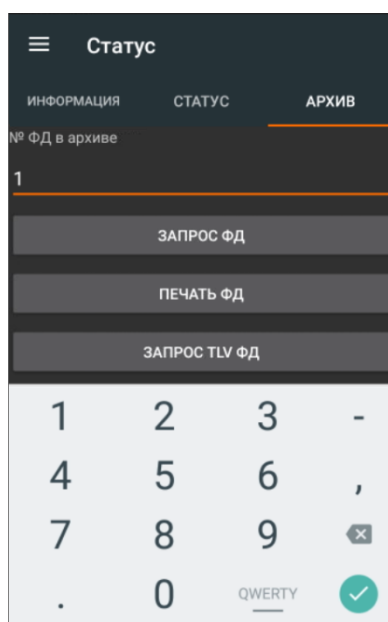 Статус
ИНФОРМАЦИЯ СТАТУС АРХИВ
№ ФД в архиве
1
ЗАПРОС ФД
ПЕЧАТЬ ФД
ЗАПРОС TLV ФД
1 2 3 -
4 5 6 ,
7 8 9
. 0 QWERTY